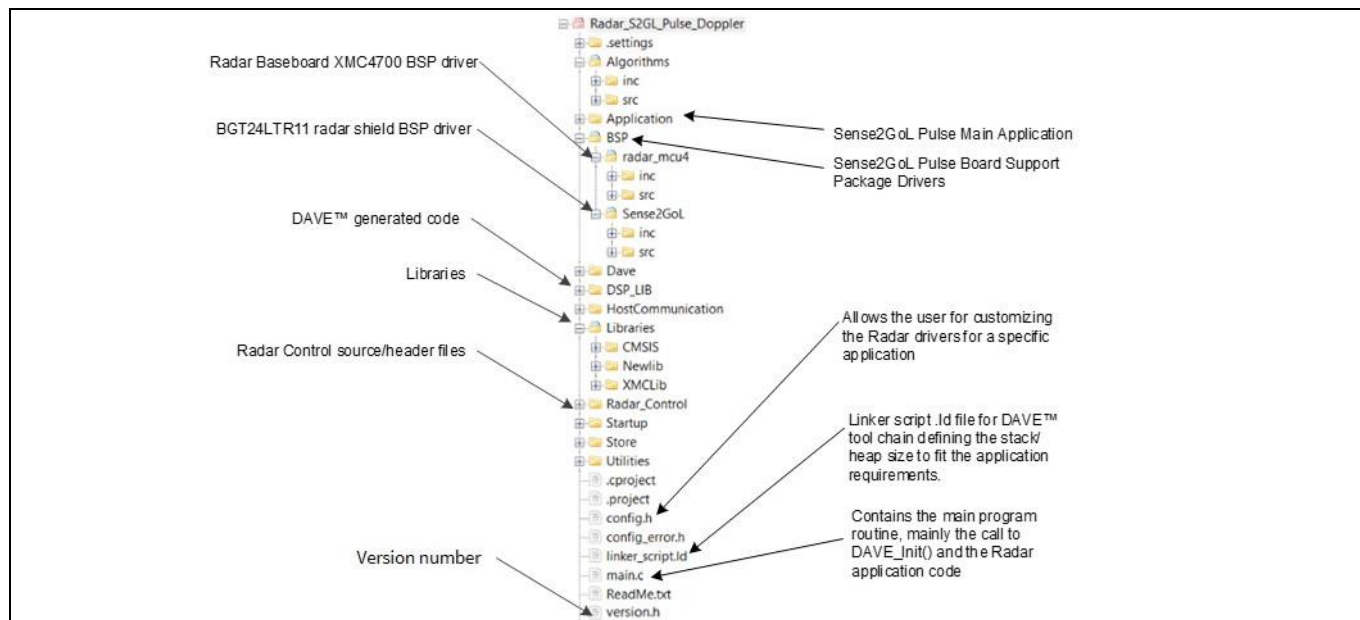 Radar_S2GL_Pulse_Doppler
.settings
Algorithms
inc
src
Application
BSP
radar_mcu4
inc
src
Sense2GoL
inc
src
Dave
DSP_LIB
HostCommunication
Libraries
CMSIS
Newlib
XMCLib
Radar_Control
Startup
Store
Utilities
.cproject
.project
config.h
config_error.h
linker_script.ld
main.c
ReadMe.txt
version.h
Radar Baseboard XMC4700 BSP driver
BGT24LTR11 radar shield BSP driver
DAVE™ generated code
Libraries
Radar Control source/header files
Version number
Sense2GoL Pulse Main Application
Sense2GoL Pulse Board Support
Package Drivers
Allows the user for customizing
the Radar drivers for a specific
application
Linker script .ld file for DAVE™
tool chain defining the stack/
heap size to fit the application
requirements.
Contains the main program
routine, mainly the call to
DAVE_Init() and the Radar
application code